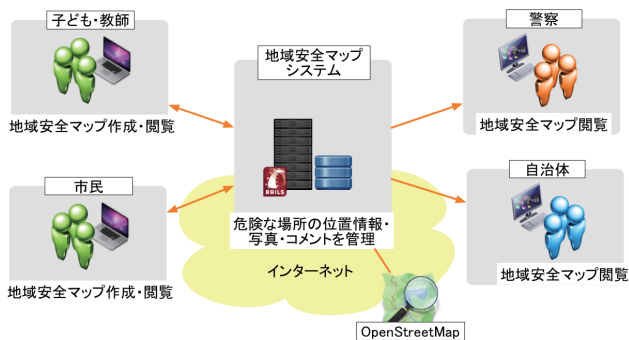 子ども・教師
地域安全マップ作成・閲覧
市民
地域安全マップ作成・閲覧
地域安全マップ
システム
RAILS
危険な場所の位置情報・
写真・コメントを管理
インターネット
OpenStreetMap
警察
地域安全マップ閲覧
自治体
地域安全マップ閲覧